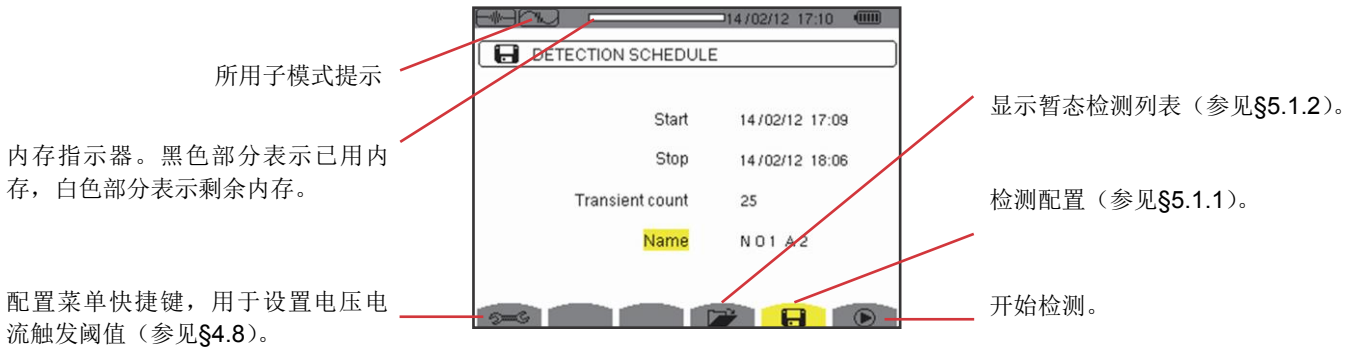 14/02/12 17:10
DETECTION SCHEDULE
Start 14/02/12 17:09
Stop 14/02/12 18:06
Transient count 25
Name N O 1 A 2
所用子模式提示
内存指示器。黑色部分表示已用内
存，白色部分表示剩余内存。
配置菜单快捷键，用于设置电压电
流触发阈值（参见§4.8）。
显示暂态检测列表（参见§5.1.2）。
检测配置（参见§5.1.1）。
开始检测。